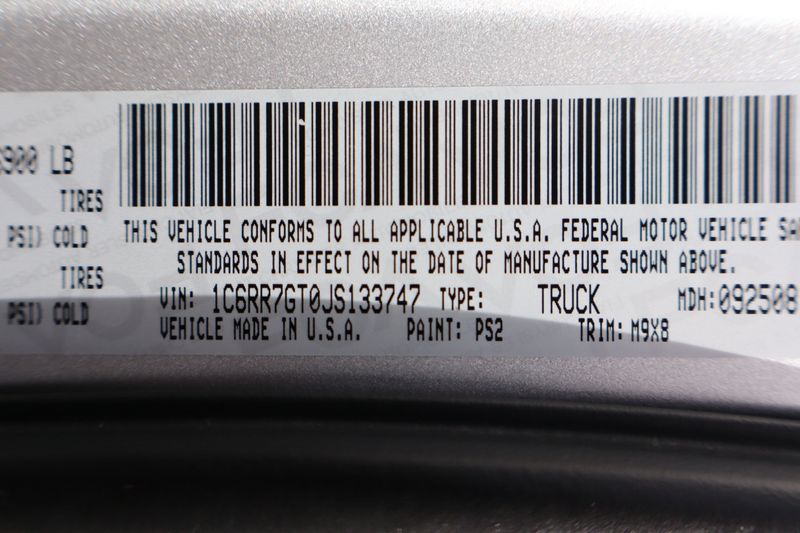 900 LB
TIRES
PSI) COLD
TIRES
PSI) COLD
THIS VEHICLE CONFORMS TO ALL APPLICABLE U.S.A. FEDERAL MOTOR VEHICLE SA
STANDARDS IN EFFECT ON THE DATE OF MANUFACTURE SHOWN ABOVE.
VIN: 1C6RR7GT0JS133747 TYPE: TRUCK MDH:092508
VEHICLE MADE IN U.S.A. PAINT: PS2 TRIM: M9X8